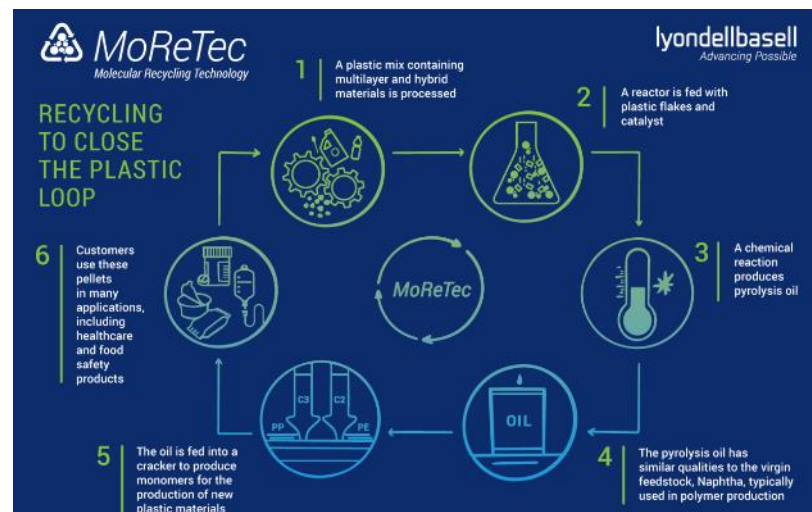 MoReTec
Molecular Recycling Technology
lyondellbasell
Advancing Possible
RECYCLING
TO CLOSE
THE PLASTIC
LOOP
1
A plastic mix containing
multilayer and hybrid
materials is processed
2
A reactor is fed with
plastic flakes and
catalyst
3
A chemical
reaction
produces
pyrolysis oil
4
The pyrolysis oil has
similar qualities to the virgin
feedstock, Naphtha, typically
used in polymer production
OIL
5
The oil is fed into a
cracker to produce
monomers for the
production of new
plastic materials
C3
C2
PP
PE
6
Customers
use these
pellets
in many
applications,
including
healthcare
and food
safety
products
MoReTec